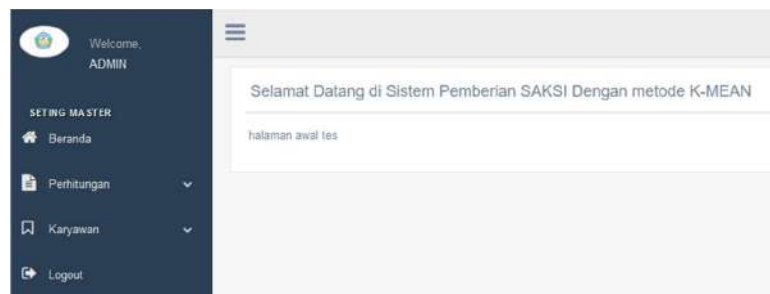 Welcome,
ADMIN
SETING MASTER
Beranda
Perhitungan
Karyawan
Logout
Selamat Datang di Sistem Pemberian SAKSI Dengan metode K-MEAN
halaman awal tes